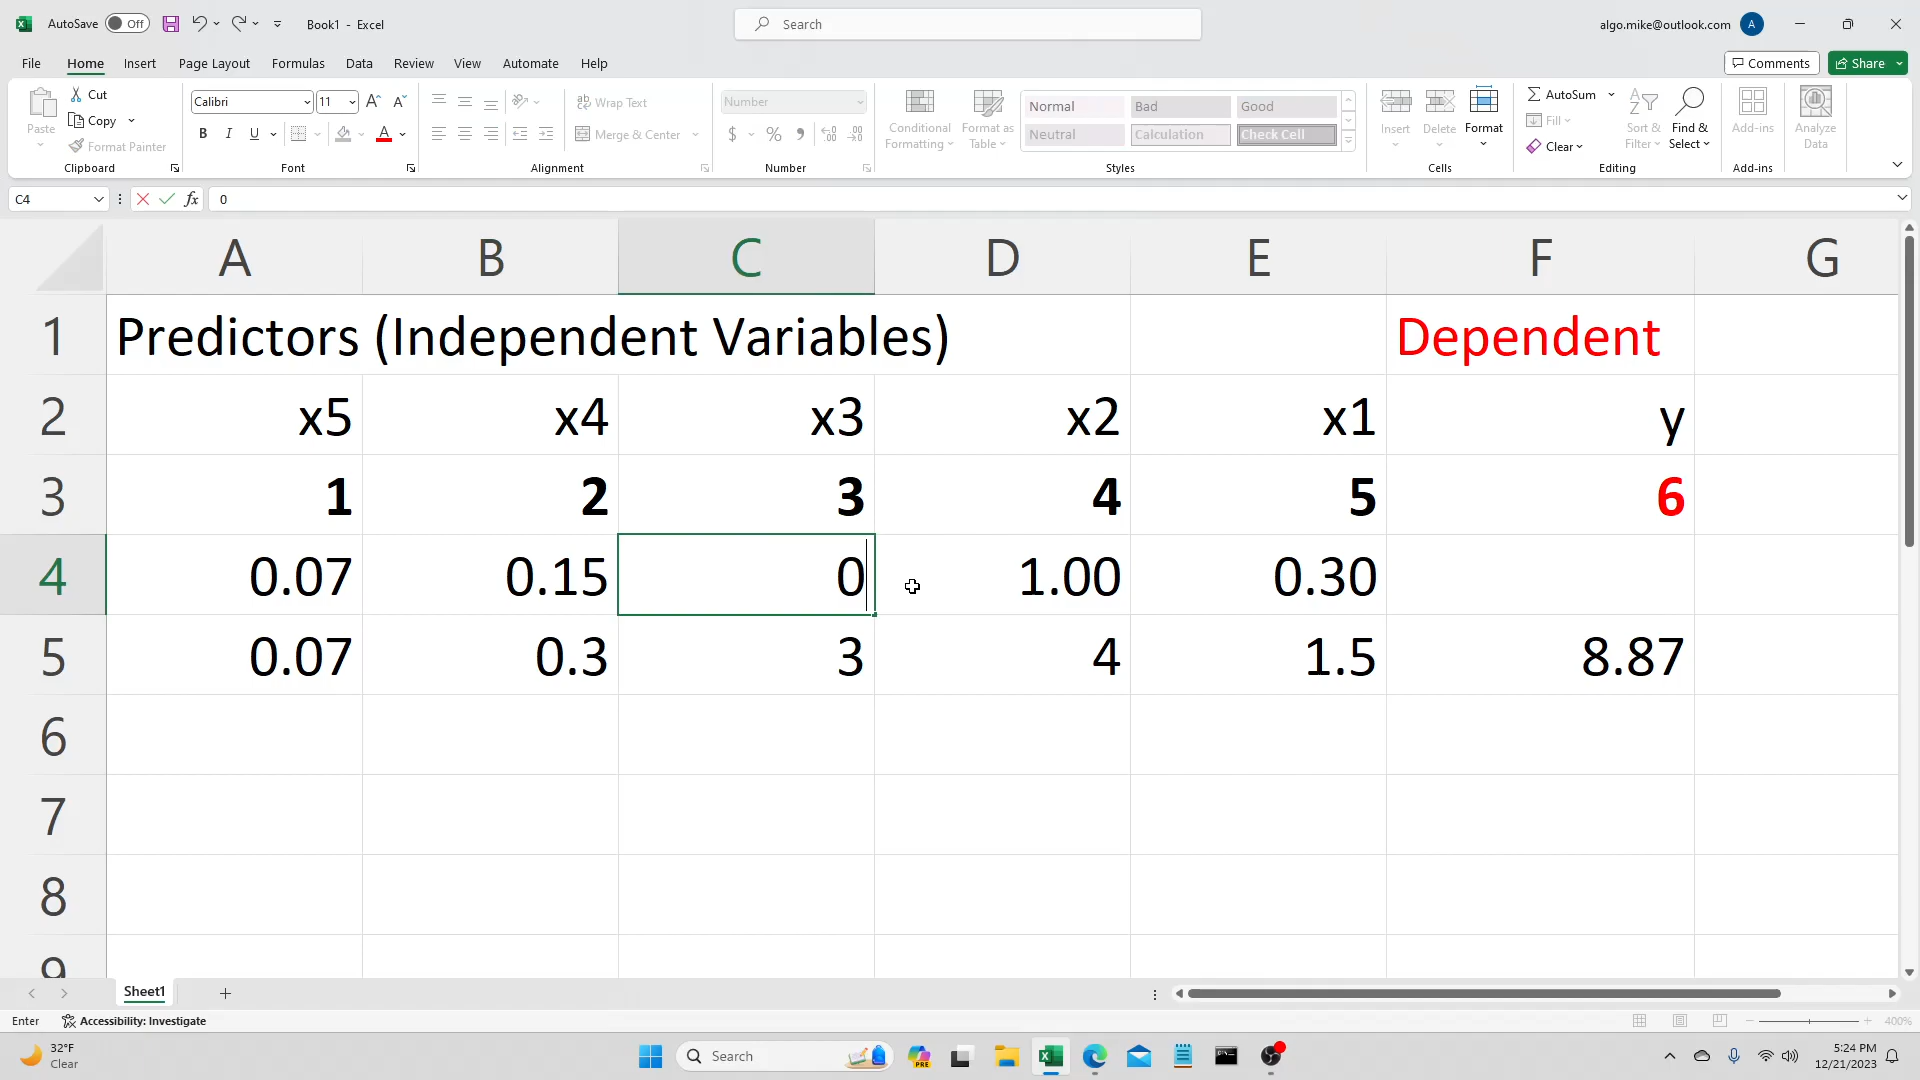 AutoSave Off Book1 - Excel Search algo.mike@outlook.com A
File Home Insert Page Layout Formulas Data Review View Automate Help Comments Share
Paste Cut Copy Format Painter Clipboard
Calibri 11 B I U A Font
Wrap Text Merge & Center Alignment
Number $ % Number
Conditional Formatting Format as Table Normal Bad Good Neutral Calculation Check Cell Styles
Insert Delete Format Cells
AutoSum Fill Clear Sort & Filter Find & Select Editing
Add-ins Add-ins
Analyze Data
C4 fx 0
A B C D E F G
1 Predictors (Independent Variables) Dependent
2 x5 x4 x3 x2 x1 y
3 1 2 3 4 5 6
4 0.07 0.15 0 1.00 0.30
5 0.07 0.3 3 4 1.5 8.87
6
7
8
9
Sheet1
Enter Accessibility: Investigate 400%
32°F Clear Search PRE 5:24 PM
12/21/2023